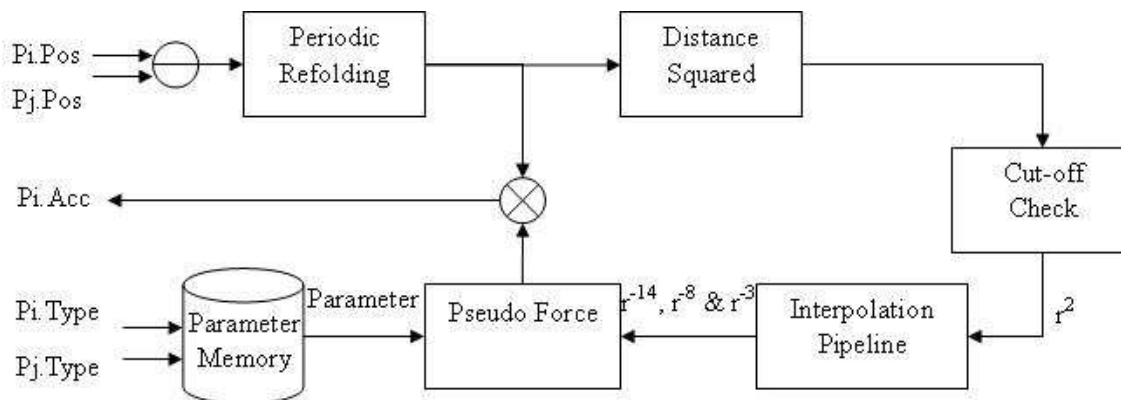 Pi.Pos
Pj.Pos
Periodic
Refolding
Distance
Squared
Cut-off
Check
Pi.Acc
Pi.Type
Pj.Type
Parameter
Memory
Parameter
Pseudo Force
r⁻¹⁴, r⁻⁸ & r⁻³
Interpolation
Pipeline
r²